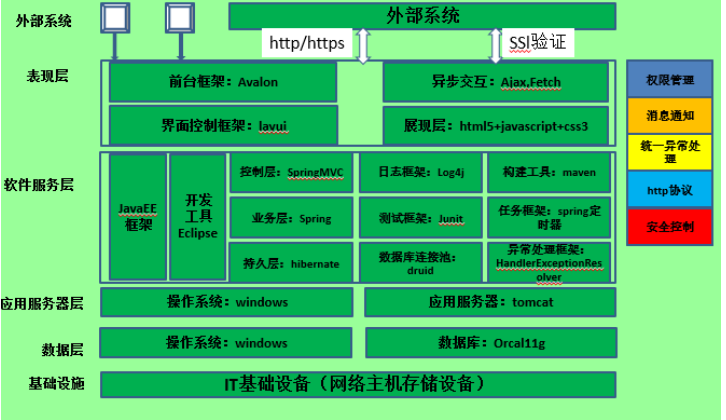 外部系统
外部系统
http/https
SSI验证
表现层
前台框架：Avalon
异步交互：Ajax,Fetch
界面控制框架：lavui
展现层：html5+javascript+css3
权限管理
消息通知
统一异常处
理
http协议
安全控制
软件服务层
JavaEE
框架
开发
工具
Eclipse
控制层：SpringMVC
日志框架：Log4j
构建工具：maven
业务层：Spring
测试框架：Junit
任务框架：spring定
时器
持久层：hibernate
数据库连接池：
druid
异常处理框架：
HandlerExceptionRes
olver
应用服务器层
操作系统：windows
应用服务器：tomcat
数据层
操作系统：windows
数据库：Orcal11g
基础设施
IT基础设备（网络主机存储设备）